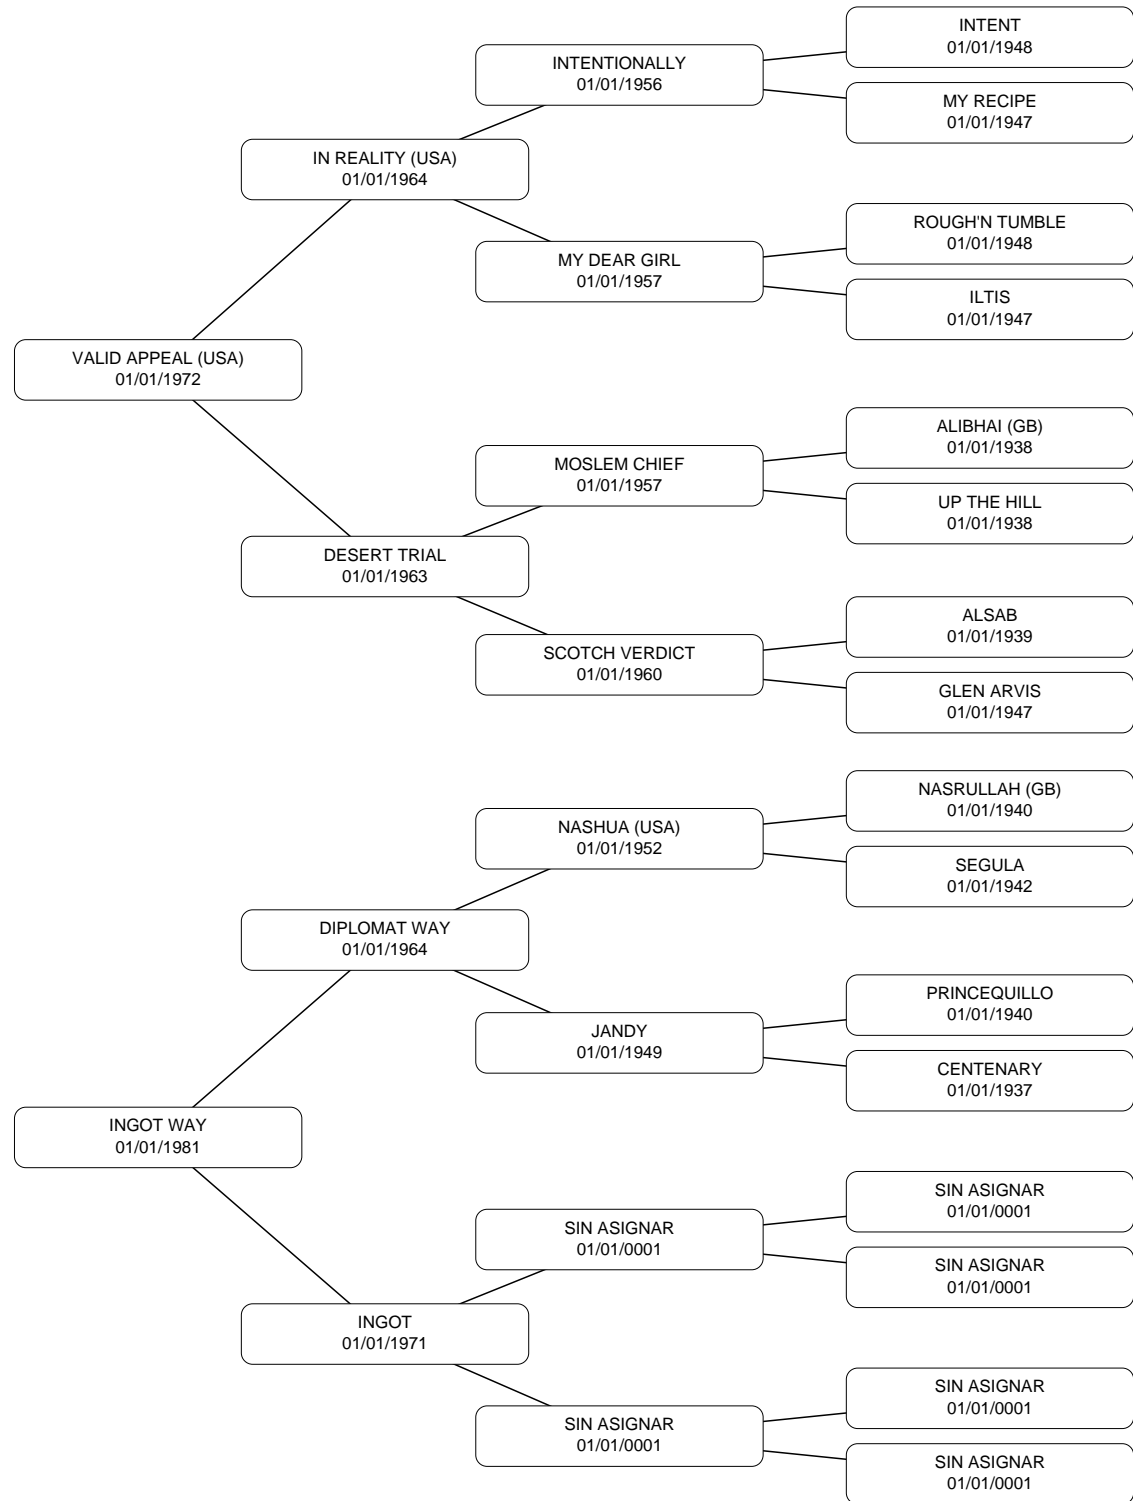 INTENT
01/01/1948
INTENTIONALLY
01/01/1956
MY RECIPE
01/01/1947
IN REALITY (USA)
01/01/1964
ROUGH'N TUMBLE
01/01/1948
MY DEAR GIRL
01/01/1957
ILTIS
01/01/1947
VALID APPEAL (USA)
01/01/1972
ALIBHAI (GB)
01/01/1938
MOSLEM CHIEF
01/01/1957
UP THE HILL
01/01/1938
DESERT TRIAL
01/01/1963
ALSAB
01/01/1939
SCOTCH VERDICT
01/01/1960
GLEN ARVIS
01/01/1947
NASRULLAH (GB)
01/01/1940
NASHUA (USA)
01/01/1952
SEGULA
01/01/1942
DIPLOMAT WAY
01/01/1964
PRINCEQUILLO
01/01/1940
JANDY
01/01/1949
CENTENARY
01/01/1937
INGOT WAY
01/01/1981
SIN ASIGNAR
01/01/0001
SIN ASIGNAR
01/01/0001
SIN ASIGNAR
01/01/0001
INGOT
01/01/1971
SIN ASIGNAR
01/01/0001
SIN ASIGNAR
01/01/0001
SIN ASIGNAR
01/01/0001